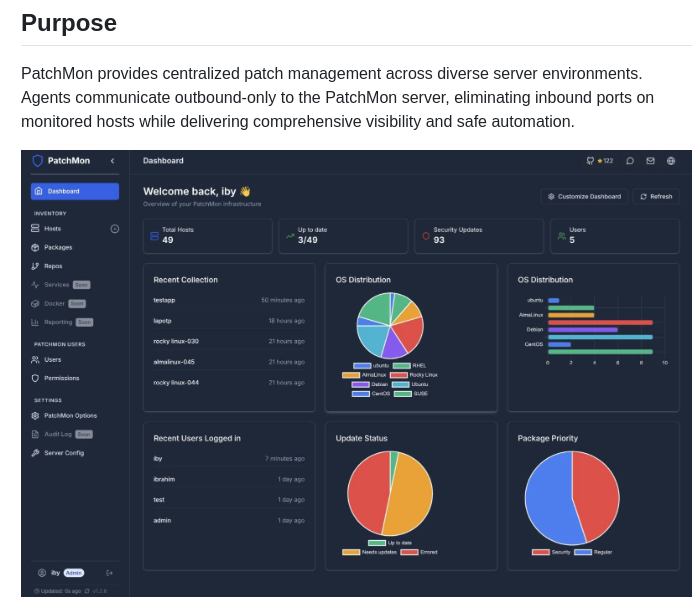 Purpose
PatchMon provides centralized patch management across diverse server environments.
Agents communicate outbound-only to the PatchMon server, eliminating inbound ports on
monitored hosts while delivering comprehensive visibility and safe automation.
PatchMon
Dashboard
122
Dashboard
INVENTORY
Hosts
Packages
Repos
Services Soon
Docker Soon
Reporting Soon
PATCHMON USERS
Users
Permissions
SETTINGS
PatchMon Options
Audit Log Soon
Server Config
iby Admin
Updated: 0s ago v1.2.6
Welcome back, iby 👋
Overview of your PatchMon infrastructure
Customize Dashboard
Refresh
Total Hosts
49
Up to date
3/49
Security Updates
93
Users
5
Recent Collection
testapp 50 minutes ago
lapotp 18 hours ago
rocky linux-030 21 hours ago
almalinux-045 21 hours ago
rocky linux-044 21 hours ago
OS Distribution
ubuntu RHEL
AlmaLinux Rocky Linux
Debian Ubuntu
CentOS SUSE
OS Distribution
ubuntu
AlmaLinux
Debian
CentOS
0 2 4 6 8 10
Recent Users Logged in
iby 7 minutes ago
ibrahim 1 day ago
test 1 day ago
admin 1 day ago
Update Status
Up to date
Needs updates Errored
Package Priority
Security Regular